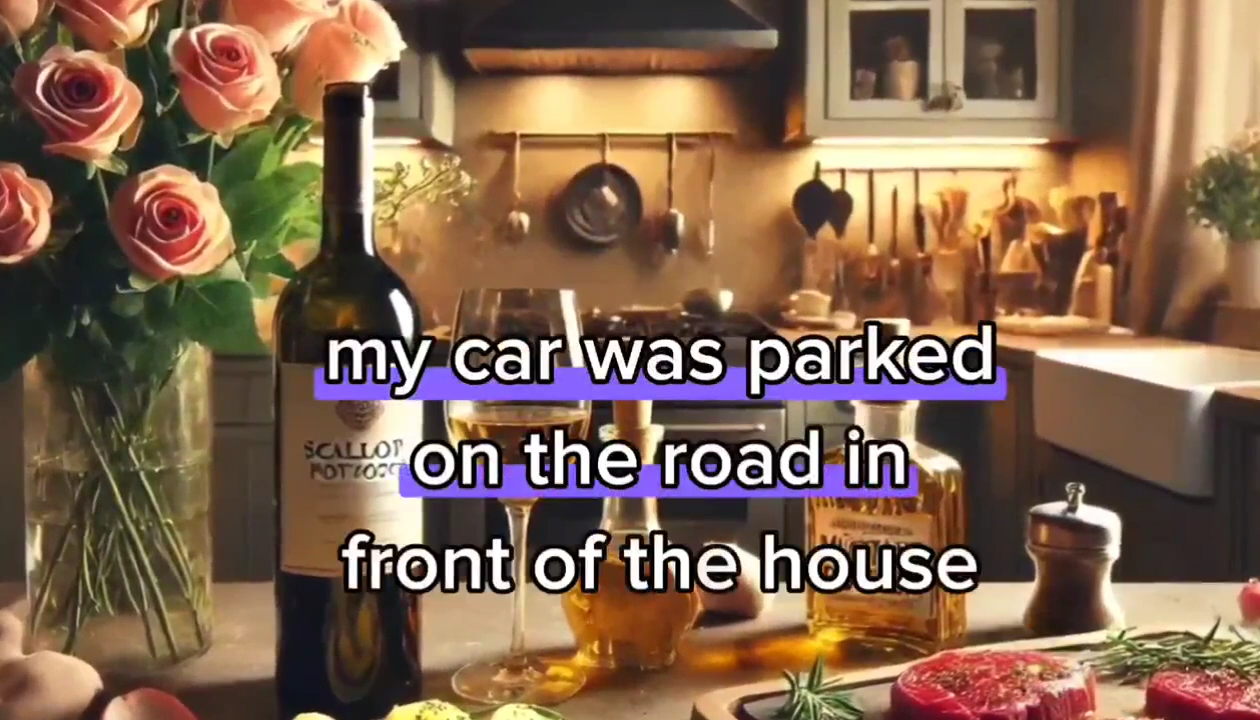 my car was parked
on the road in
front of the house